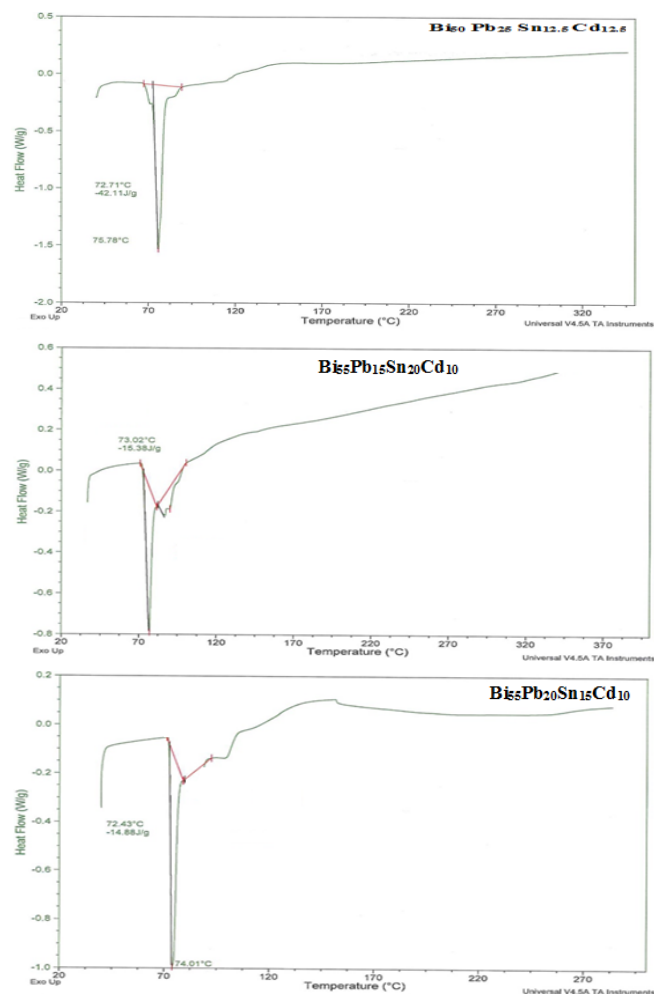 Bi₅₀ Pb₂₅ Sn₁₂.₅ Cd₁₂.₅
0.5
0.0
-0.5
-1.0
-1.5
-2.0
Heat Flow (W/g)
72.71°C
-42.11J/g
75.78°C
20 70 120 170 220 270 320
Exo Up
Temperature (°C)
Universal V4.5A TA Instruments
Bi₅₅Pb₁₅Sn₂₀Cd₁₀
0.6
0.4
0.2
0.0
-0.2
-0.4
-0.6
-0.8
Heat Flow (W/g)
73.02°C
-15.38J/g
20 70 120 170 220 270 320 370
Exo Up
Temperature (°C)
Universal V4.5A TA Instruments
Bi₅₅Pb₂₀Sn₁₅Cd₁₀
0.2
0.0
-0.2
-0.4
-0.6
-0.8
-1.0
Heat Flow (W/g)
72.43°C
-14.88J/g
74.01°C
20 70 120 170 220 270
Exo Up
Temperature (°C)
Universal V4.5A TA Instruments